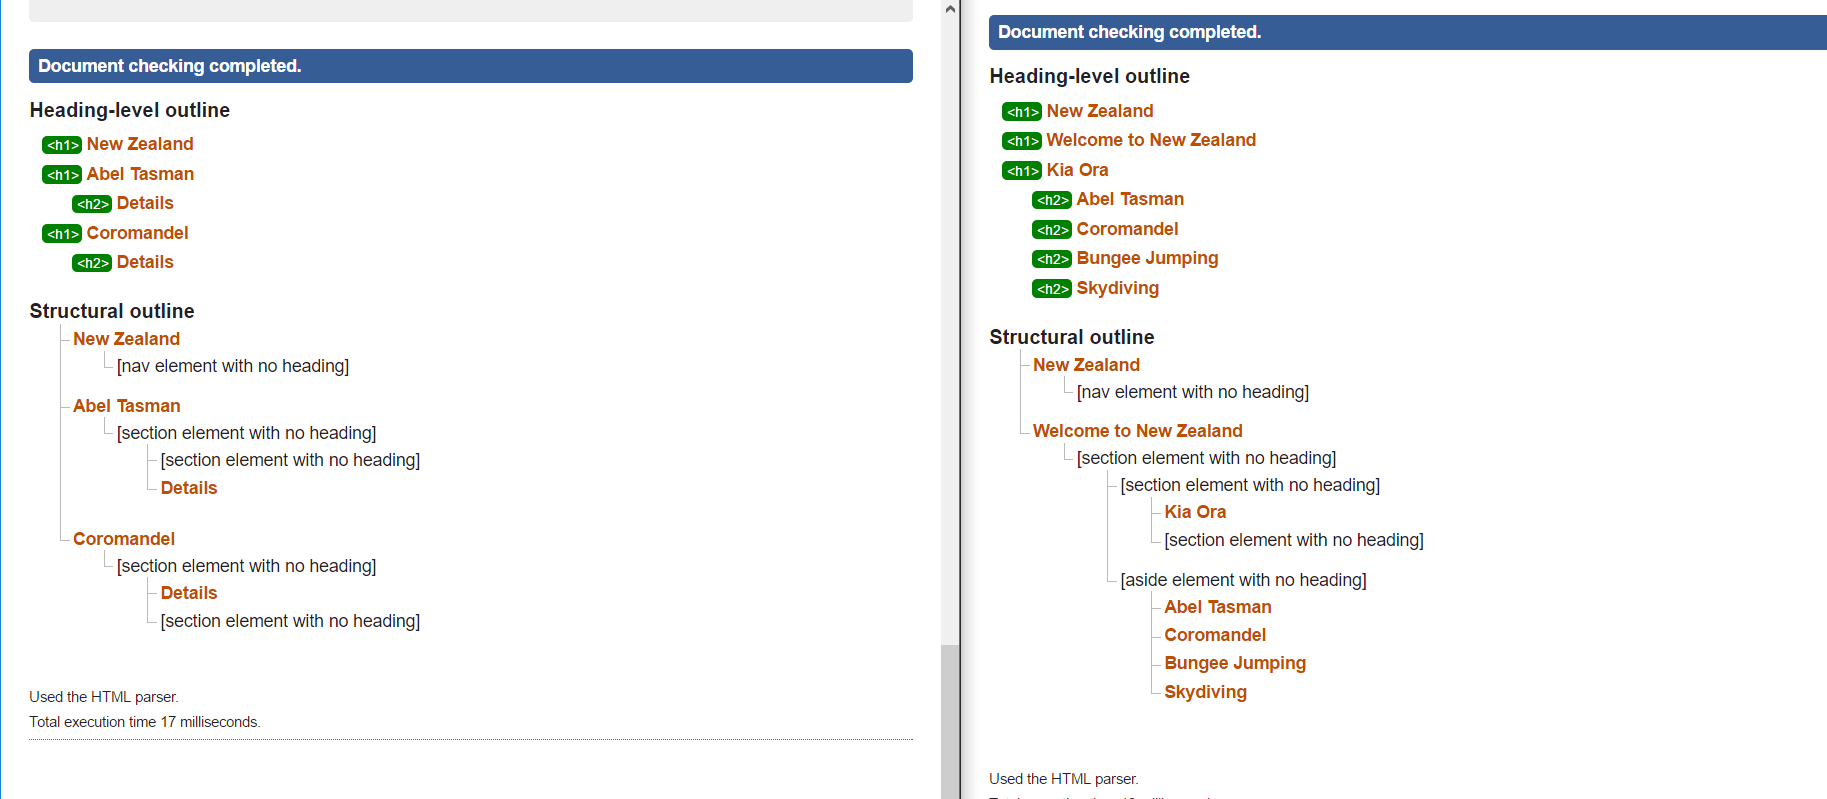 Document checking completed.
Heading-level outline
<h1> New Zealand
<h1> Abel Tasman
<h2> Details
<h1> Coromandel
<h2> Details
Structural outline
New Zealand
[nav element with no heading]
Abel Tasman
[section element with no heading]
[section element with no heading]
Details
Coromandel
[section element with no heading]
Details
[section element with no heading]
Used the HTML parser.
Total execution time 17 milliseconds.
Document checking completed.
Heading-level outline
<h1> New Zealand
<h1> Welcome to New Zealand
<h1> Kia Ora
<h2> Abel Tasman
<h2> Coromandel
<h2> Bungee Jumping
<h2> Skydiving
Structural outline
New Zealand
[nav element with no heading]
Welcome to New Zealand
[section element with no heading]
[section element with no heading]
Kia Ora
[section element with no heading]
[aside element with no heading]
Abel Tasman
Coromandel
Bungee Jumping
Skydiving
Used the HTML parser.